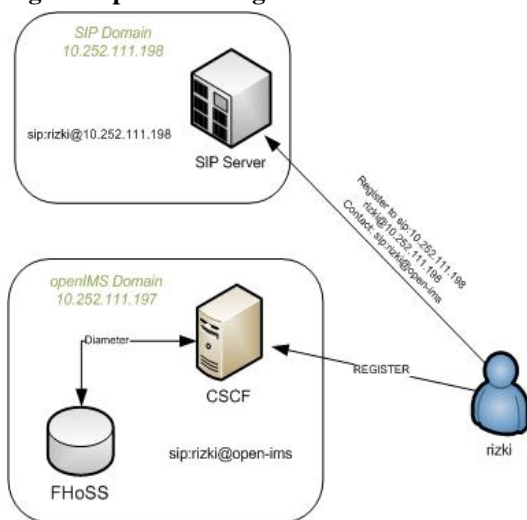 SIP Domain
10.252.111.198
sip:rizki@10.252.111.198
SIP Server
Register to sip:10.252.111.198
rizki@10.252.111.198
Contact: sip:rizki@open-ims
openIMS Domain
10.252.111.197
Diameter
CSCF
REGISTER
sip:rizki@open-ims
FHoSS
rizki